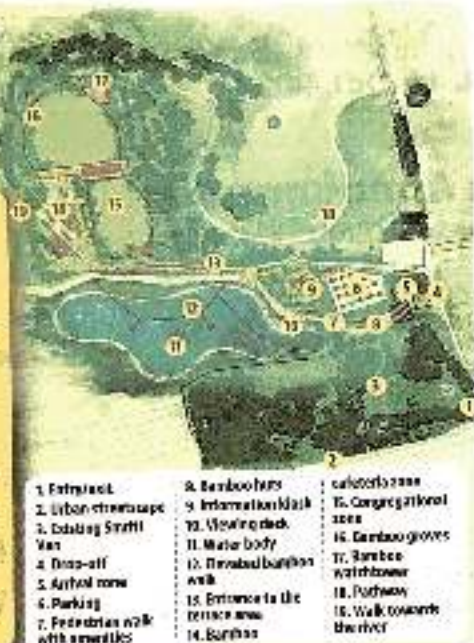 1. Entry/exit
2. Urban streetscape
3. Existing Smriti
Van
4. Drop-off
5. Arrival zone
6. Parking
7. Pedestrian walk
with amenities
8. Bamboo huts
9. Information kiosk
10. Viewing deck
11. Water body
12. Elevated bamboo
walk
13. Entrance to the
terrace area
14. Bamboo
cafeteria zone
15. Congregational
zone
16. Bamboo groves
17. Bamboo
watchtower
18. Pathway
19. Walk towards
the river